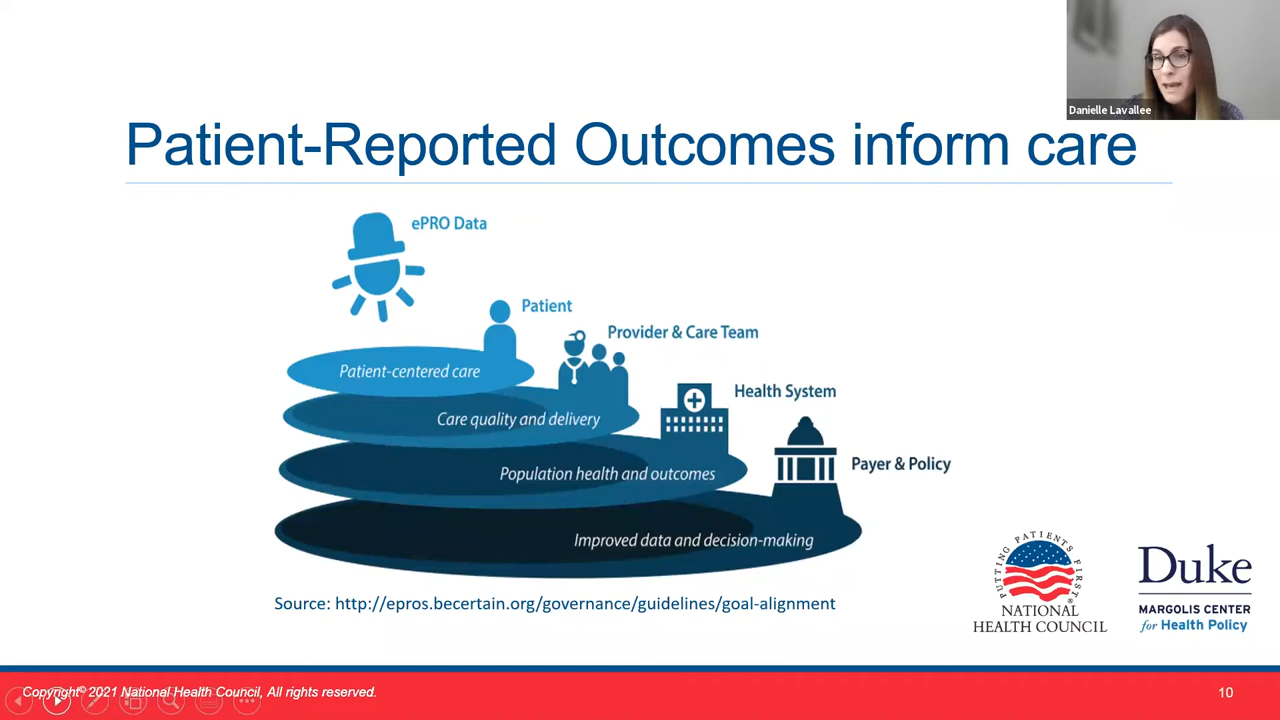 Danielle Lavallee
Patient-Reported Outcomes inform care
ePRO Data
Patient
Provider & Care Team
Patient-centered care
Health System
Care quality and delivery
Payer & Policy
Population health and outcomes
Improved data and decision-making
Source: http://epros.becertain.org/governance/guidelines/goal-alignment
PUTTING PATIENTS FIRST®
NATIONAL
HEALTH COUNCIL
Duke
MARGOLIS CENTER
for Health Policy
Copyright© 2021 National Health Council, All rights reserved.
10